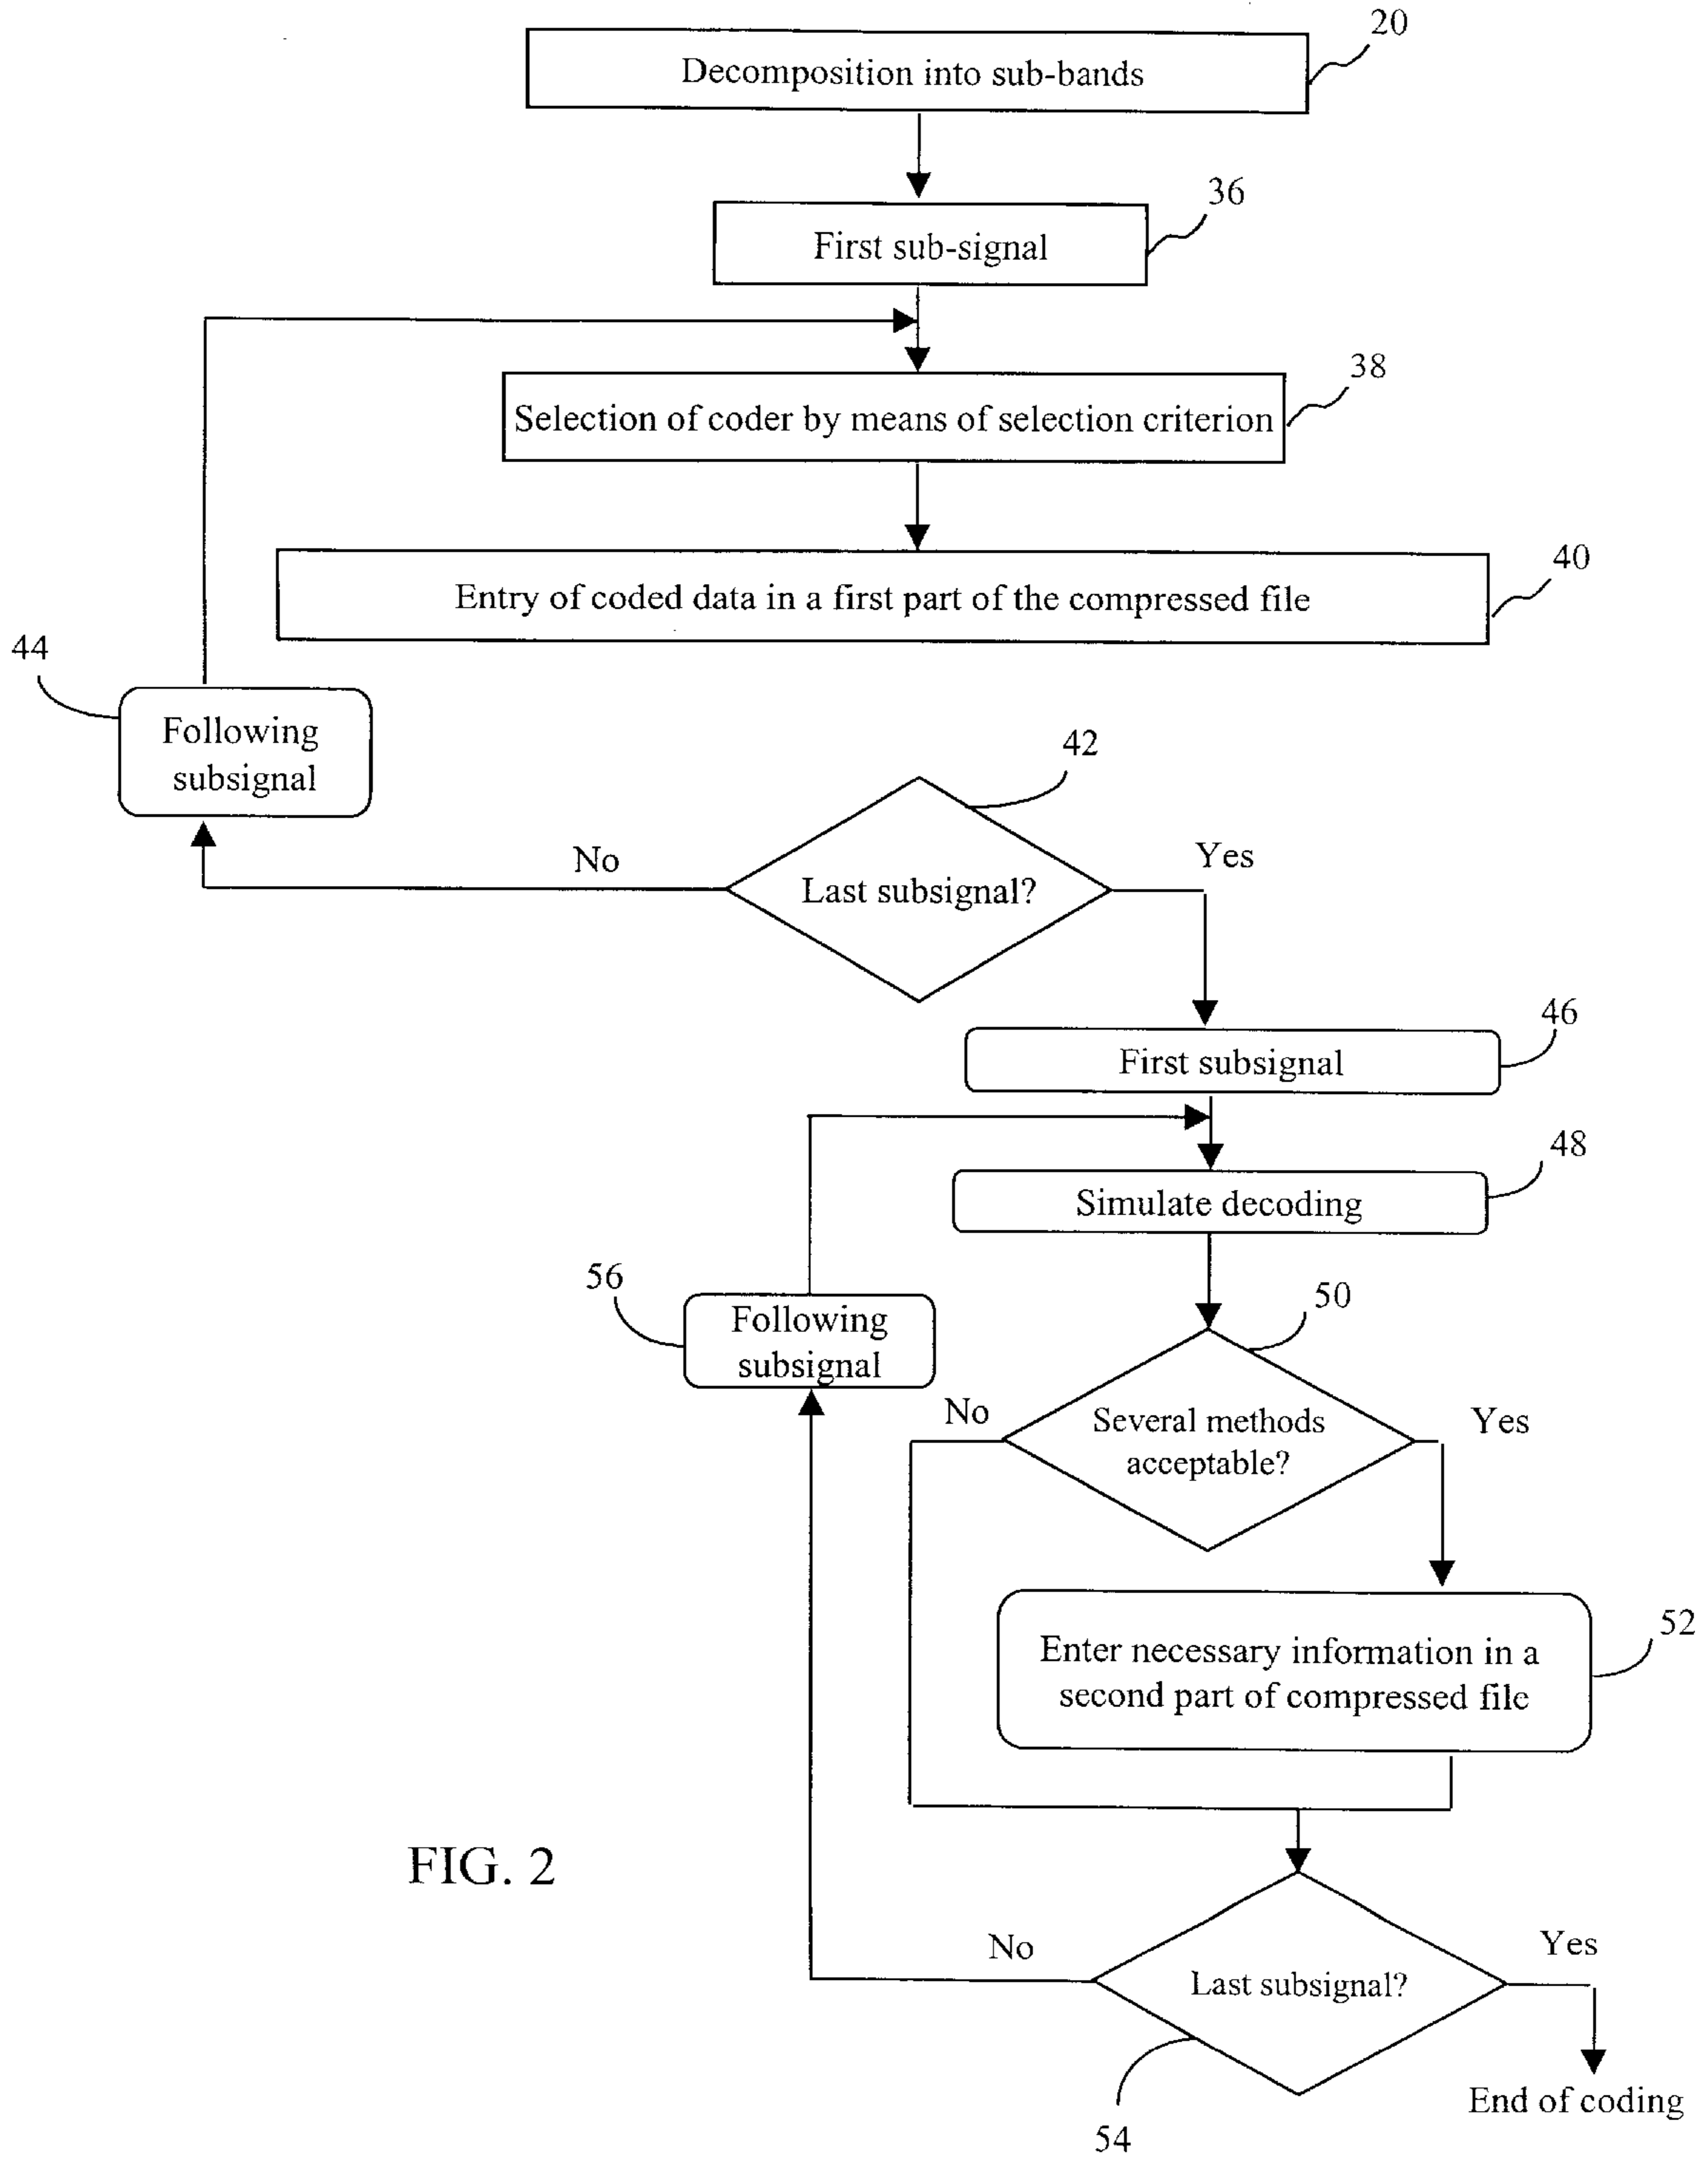 20
Decomposition into sub-bands
36
First sub-signal
38
Selection of coder by means of selection criterion
40
Entry of coded data in a first part of the compressed file
44
Following
subsignal
42
No
Yes
Last subsignal?
46
First subsignal
48
Simulate decoding
56
Following
subsignal
50
No
Yes
Several methods
acceptable?
52
Enter necessary information in a
second part of compressed file
FIG. 2
No
Yes
Last subsignal?
54
End of coding